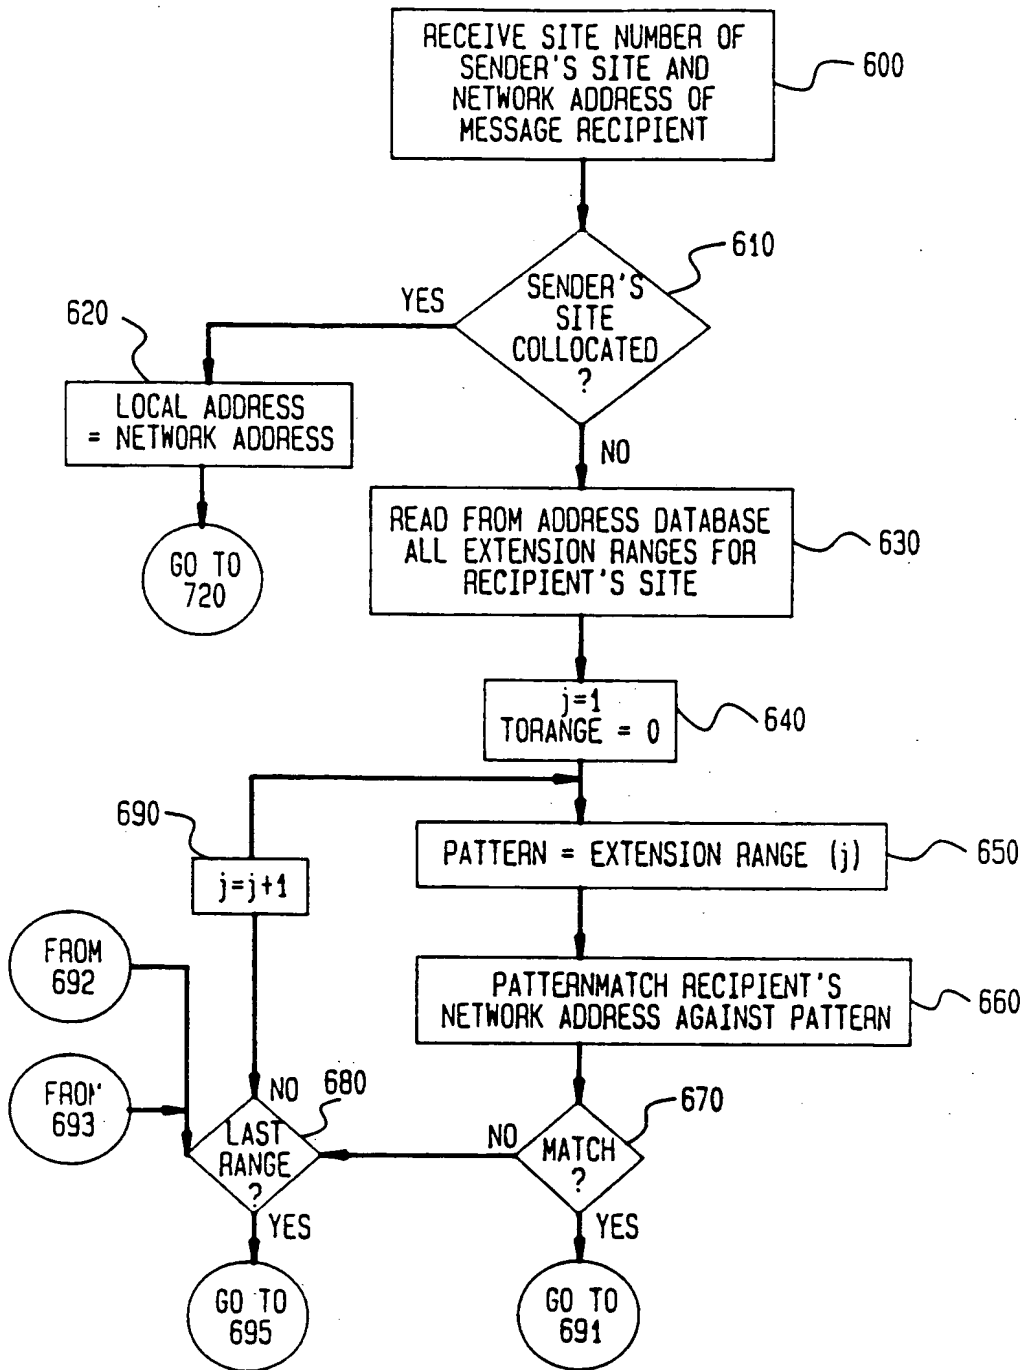 RECEIVE SITE NUMBER OF
SENDER'S SITE AND
NETWORK ADDRESS OF
MESSAGE RECIPIENT
600
610
SENDER'S
SITE
COLLOCATED
?
YES
620
LOCAL ADDRESS
= NETWORK ADDRESS
NO
GO TO
720
READ FROM ADDRESS DATABASE
ALL EXTENSION RANGES FOR
RECIPIENT'S SITE
630
j=1
TORANGE = 0
640
690
j=j+1
PATTERN = EXTENSION RANGE (j)
650
FROM
692
PATTERNMATCH RECIPIENT'S
NETWORK ADDRESS AGAINST PATTERN
660
FROM
693
NO
680
LAST
RANGE
?
NO
670
MATCH
?
YES
YES
GO TO
695
GO TO
691